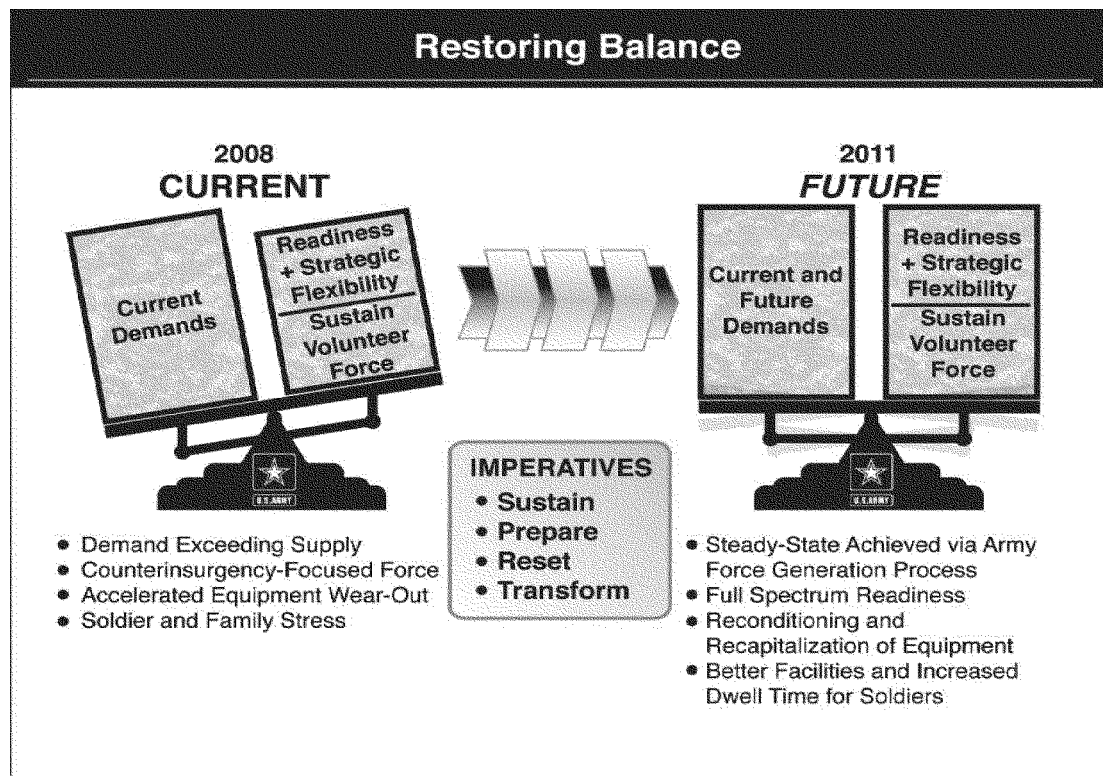 Restoring Balance
2008
CURRENT
Current
Demands
Readiness
+ Strategic
Flexibility
Sustain
Volunteer
Force
U.S.ARMY
• Demand Exceeding Supply
• Counterinsurgency-Focused Force
• Accelerated Equipment Wear-Out
• Soldier and Family Stress
IMPERATIVES
• Sustain
• Prepare
• Reset
• Transform
2011
FUTURE
Current and
Future
Demands
Readiness
+ Strategic
Flexibility
Sustain
Volunteer
Force
U.S.ARMY
• Steady-State Achieved via Army
Force Generation Process
• Full Spectrum Readiness
• Reconditioning and
Recapitalization of Equipment
• Better Facilities and Increased
Dwell Time for Soldiers